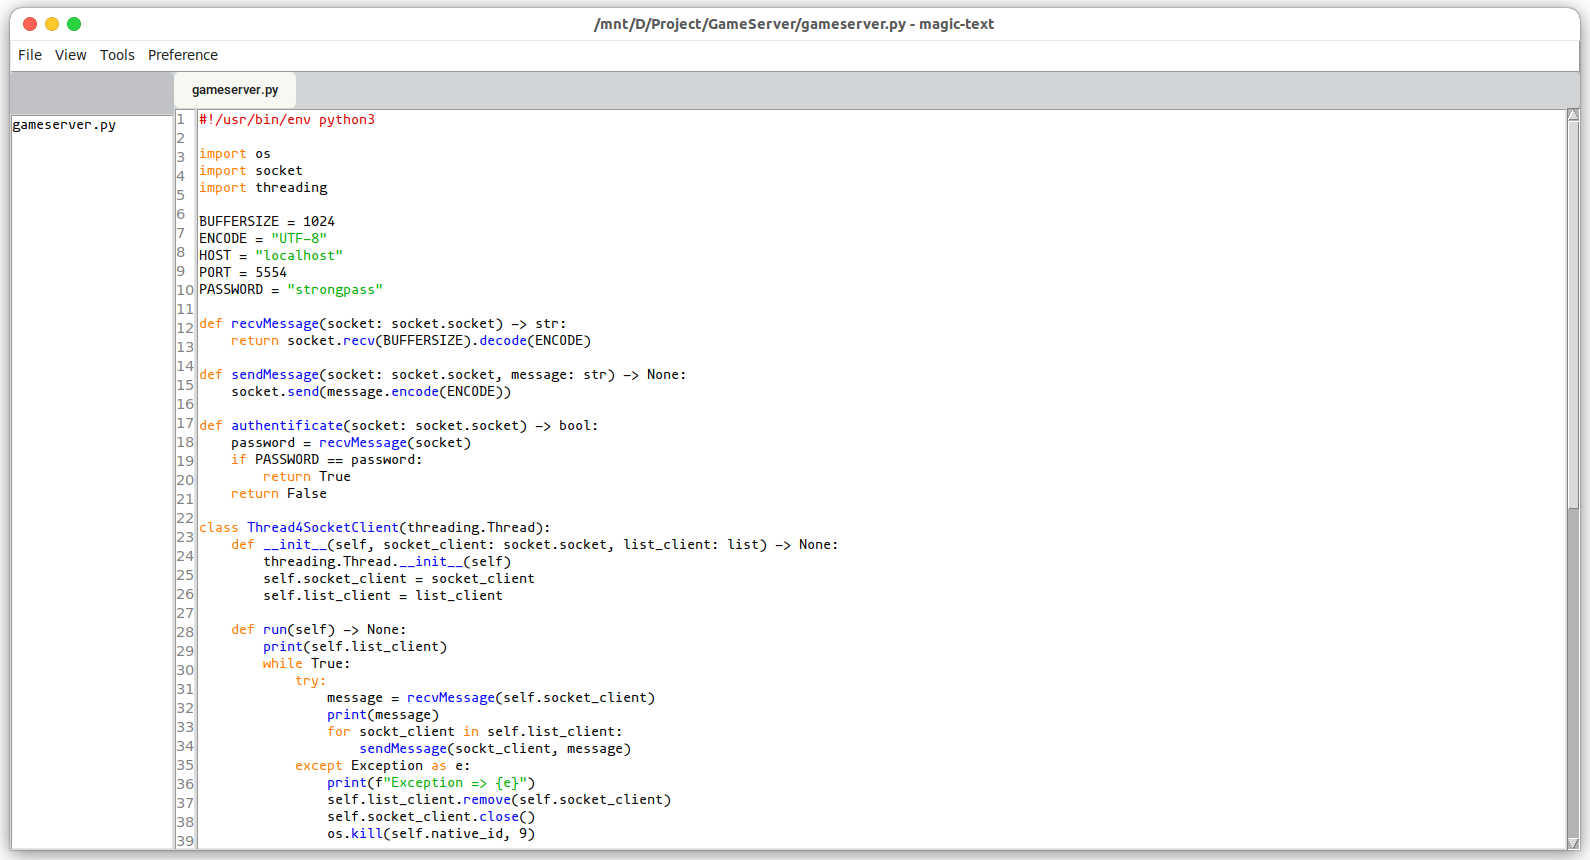 /mnt/D/Project/GameServer/gameserver.py - magic-text
File View Tools Preference
gameserver.py
gameserver.py
1 #!/usr/bin/env python3
2
3 import os
4 import socket
5 import threading
6
7 BUFFERSIZE = 1024
8 ENCODE = "UTF-8"
9 HOST = "localhost"
10 PORT = 5554
11 PASSWORD = "strongpass"
12
13 def recvMessage(socket: socket.socket) -> str:
14     return socket.recv(BUFFERSIZE).decode(ENCODE)
15
16 def sendMessage(socket: socket.socket, message: str) -> None:
17     socket.send(message.encode(ENCODE))
18
19 def authentificate(socket: socket.socket) -> bool:
20     password = recvMessage(socket)
21     if PASSWORD == password:
22         return True
23     return False
24
25 class Thread4SocketClient(threading.Thread):
26     def __init__(self, socket_client: socket.socket, list_client: list) -> None:
27         threading.Thread.__init__(self)
28         self.socket_client = socket_client
29         self.list_client = list_client
30
31     def run(self) -> None:
32         print(self.list_client)
33         while True:
34             try:
35                 message = recvMessage(self.socket_client)
36                 print(message)
37                 for sockt_client in self.list_client:
38                     sendMessage(sockt_client, message)
39             except Exception as e:
                print(f"Exception => {e}")
                self.list_client.remove(self.socket_client)
                self.socket_client.close()
                os.kill(self.native_id, 9)